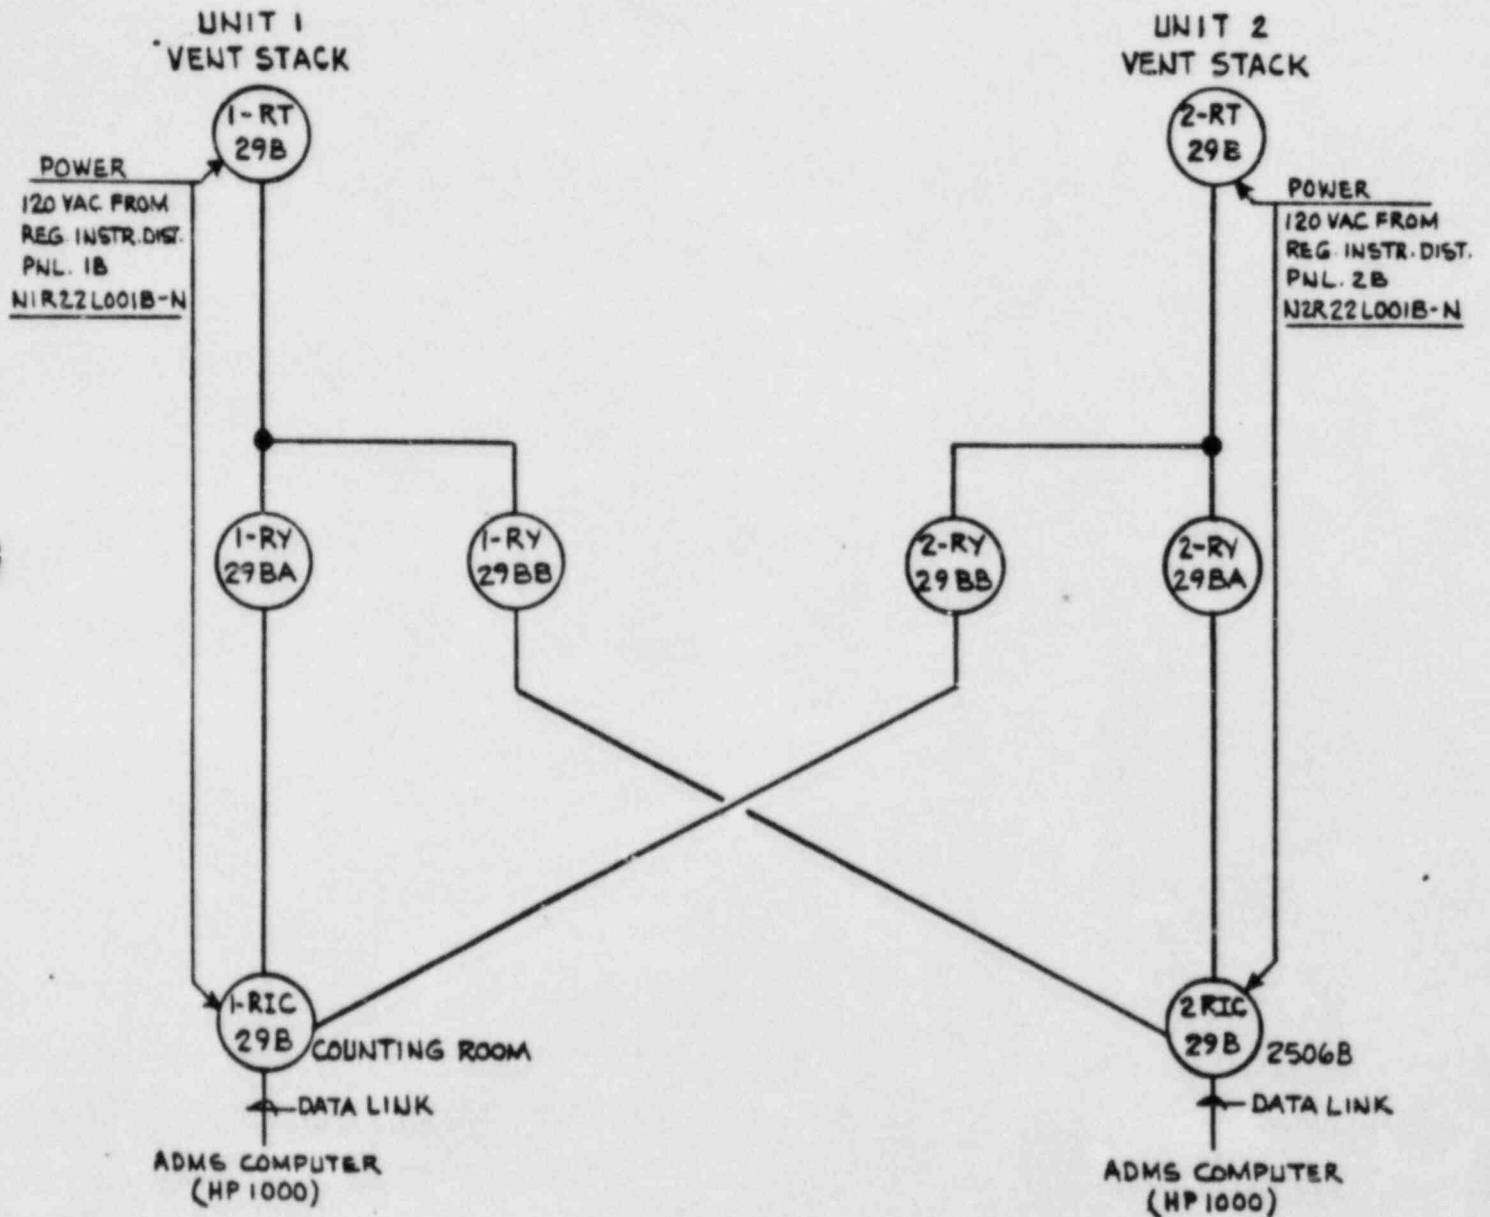 UNIT 1
VENT STACK
UNIT 2
VENT STACK
1-RT
29B
2-RT
29B
POWER
120 VAC FROM
REG. INSTR. DIST.
PNL. 1B
N1R22L001B-N
POWER
120 VAC FROM
REG. INSTR. DIST.
PNL. 2B
N2R22L001B-N
1-RY
29BA
1-RY
29BB
2-RY
29BB
2-RY
29BA
1-RIC
29B
COUNTING ROOM
2RIC
29B
2506B
DATA LINK
DATA LINK
ADMS COMPUTER
(HP 1000)
ADMS COMPUTER
(HP 1000)